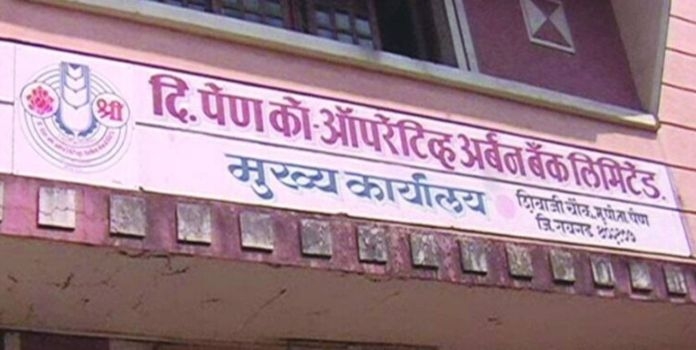 श्री
दि. पेण को-ऑपरेटिव्ह अर्बन बँक लिमिटेड.
मुख्य कार्यालय
शिवाजी चौक, पेण
जि. रायगड